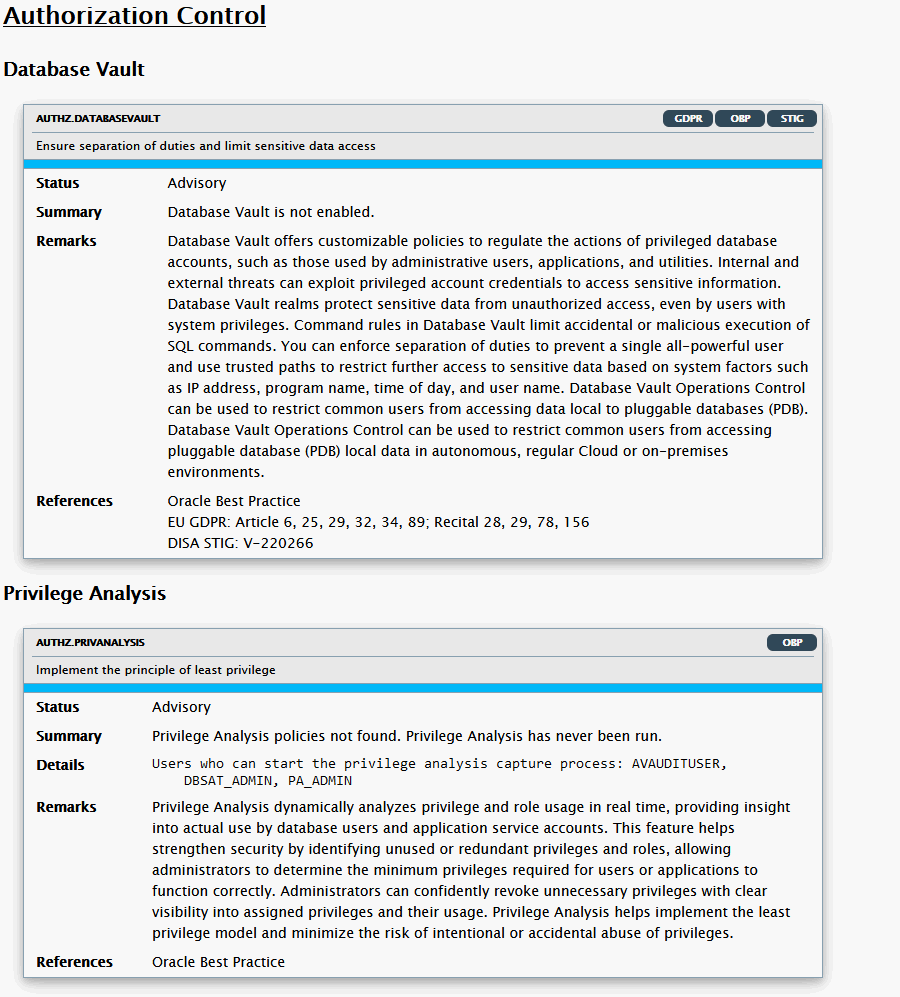 Authorization Control
Database Vault
AUTHZ.DATABASEVAULT GDPR OBP STIG
Ensure separation of duties and limit sensitive data access
Status Advisory
Summary Database Vault is not enabled.
Remarks Database Vault offers customizable policies to regulate the actions of privileged database
accounts, such as those used by administrative users, applications, and utilities. Internal and
external threats can exploit privileged account credentials to access sensitive information.
Database Vault realms protect sensitive data from unauthorized access, even by users with
system privileges. Command rules in Database Vault limit accidental or malicious execution of
SQL commands. You can enforce separation of duties to prevent a single all-powerful user
and use trusted paths to restrict further access to sensitive data based on system factors such
as IP address, program name, time of day, and user name. Database Vault Operations Control
can be used to restrict common users from accessing data local to pluggable databases (PDB).
Database Vault Operations Control can be used to restrict common users from accessing
pluggable database (PDB) local data in autonomous, regular Cloud or on-premises
environments.
References Oracle Best Practice
EU GDPR: Article 6, 25, 29, 32, 34, 89; Recital 28, 29, 78, 156
DISA STIG: V-220266
Privilege Analysis
AUTHZ.PRIVANALYSIS OBP
Implement the principle of least privilege
Status Advisory
Summary Privilege Analysis policies not found. Privilege Analysis has never been run.
Details Users who can start the privilege analysis capture process: AVAUDITUSER,
DBSAT_ADMIN, PA_ADMIN
Remarks Privilege Analysis dynamically analyzes privilege and role usage in real time, providing insight
into actual use by database users and application service accounts. This feature helps
strengthen security by identifying unused or redundant privileges and roles, allowing
administrators to determine the minimum privileges required for users or applications to
function correctly. Administrators can confidently revoke unnecessary privileges with clear
visibility into assigned privileges and their usage. Privilege Analysis helps implement the least
privilege model and minimize the risk of intentional or accidental abuse of privileges.
References Oracle Best Practice